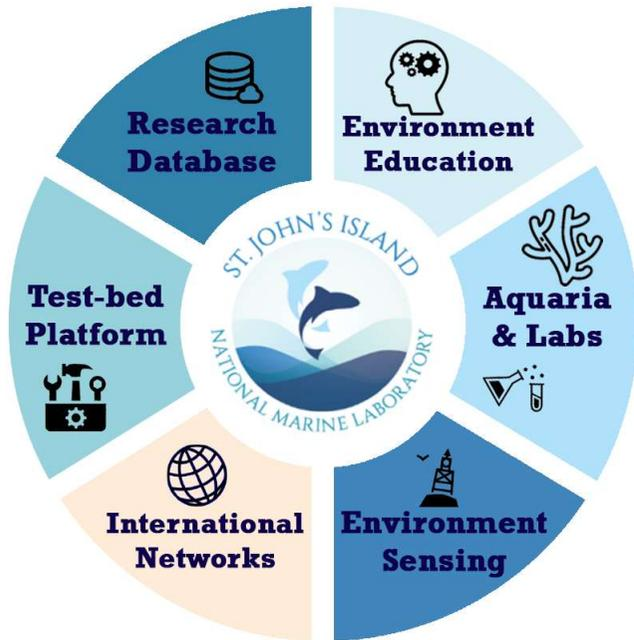 Research
Database
Environment
Education
Test-bed
Platform
ST. JOHN'S ISLAND
NATIONAL MARINE LABORATORY
Aquaria
& Labs
International
Networks
Environment
Sensing